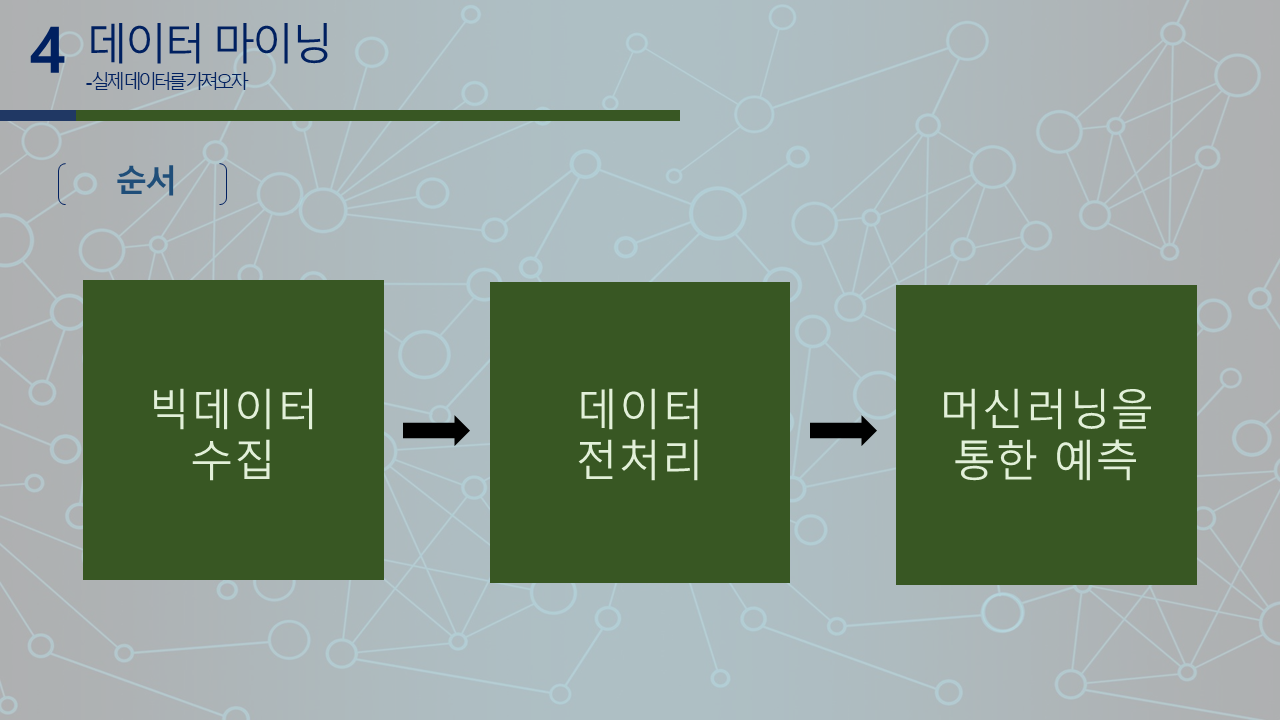 4 데이터 마이닝
-실제 데이터를 가져오자
순서
빅데이터
수집
데이터
전처리
머신러닝을
통한 예측